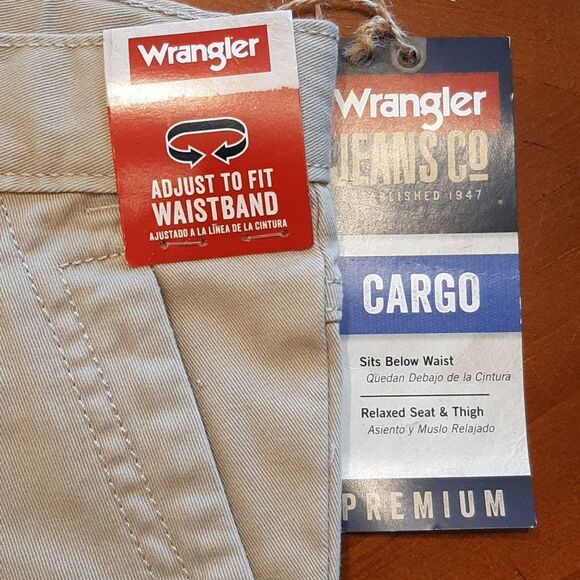 Wrangler
ADJUST TO FIT
WAISTBAND
AJUSTADO A LA LÍNEA DE LA CINTURA
Wrangler
JEANS CO
ESTABLISHED 1947
CARGO
Sits Below Waist
Quedan Debajo de la Cintura
Relaxed Seat & Thigh
Asiento y Muslo Relajado
PREMIUM